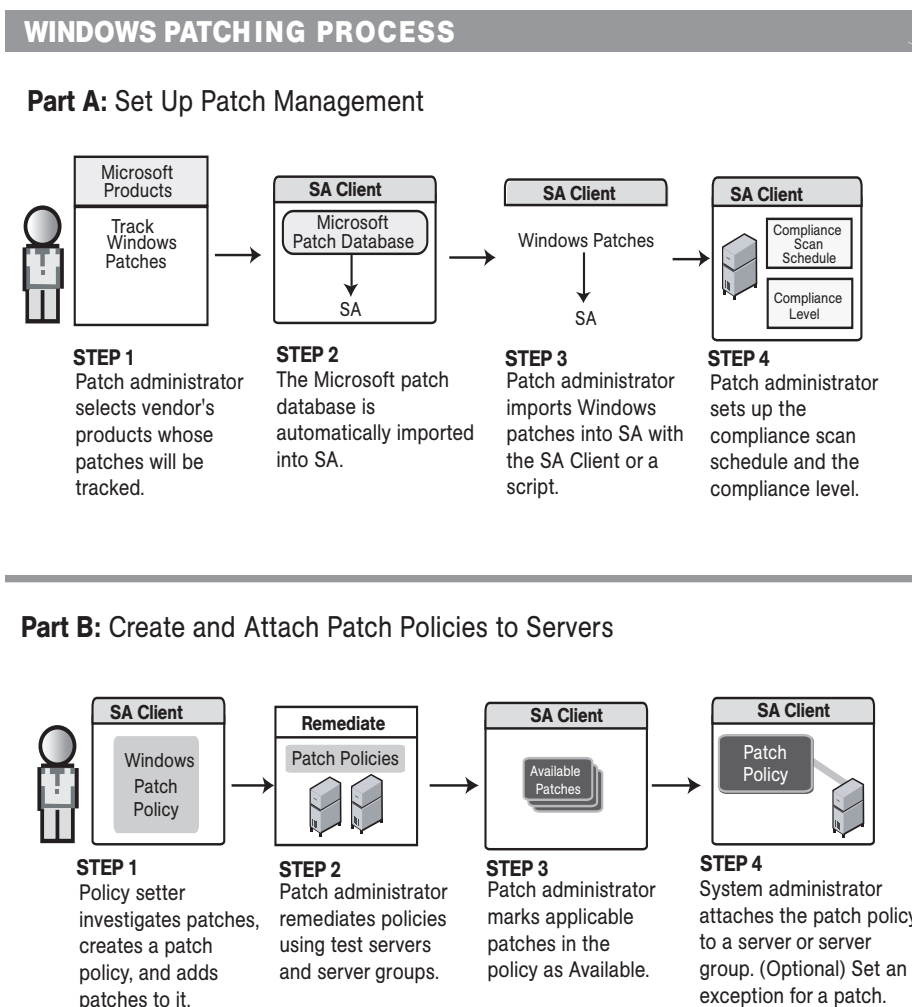 WINDOWS PATCHING PROCESS
Part A: Set Up Patch Management
Microsoft
Products
Track
Windows
Patches
STEP 1
Patch administrator
selects vendor's
products whose
patches will be
tracked.
SA Client
Microsoft
Patch Database
SA
STEP 2
The Microsoft patch
database is
automatically imported
into SA.
SA Client
Windows Patches
SA
STEP 3
Patch administrator
imports Windows
patches into SA with
the SA Client or a
script.
SA Client
Compliance
Scan
Schedule
Compliance
Level
STEP 4
Patch administrator
sets up the
compliance scan
schedule and the
compliance level.
Part B: Create and Attach Patch Policies to Servers
SA Client
Windows
Patch
Policy
STEP 1
Policy setter
investigates patches,
creates a patch
policy, and adds
patches to it.
Remediate
Patch Policies
STEP 2
Patch administrator
remediates policies
using test servers
and server groups.
SA Client
Available
Patches
STEP 3
Patch administrator
marks applicable
patches in the
policy as Available.
SA Client
Patch
Policy
STEP 4
System administrator
attaches the patch policy
to a server or server
group. (Optional) Set an
exception for a patch.